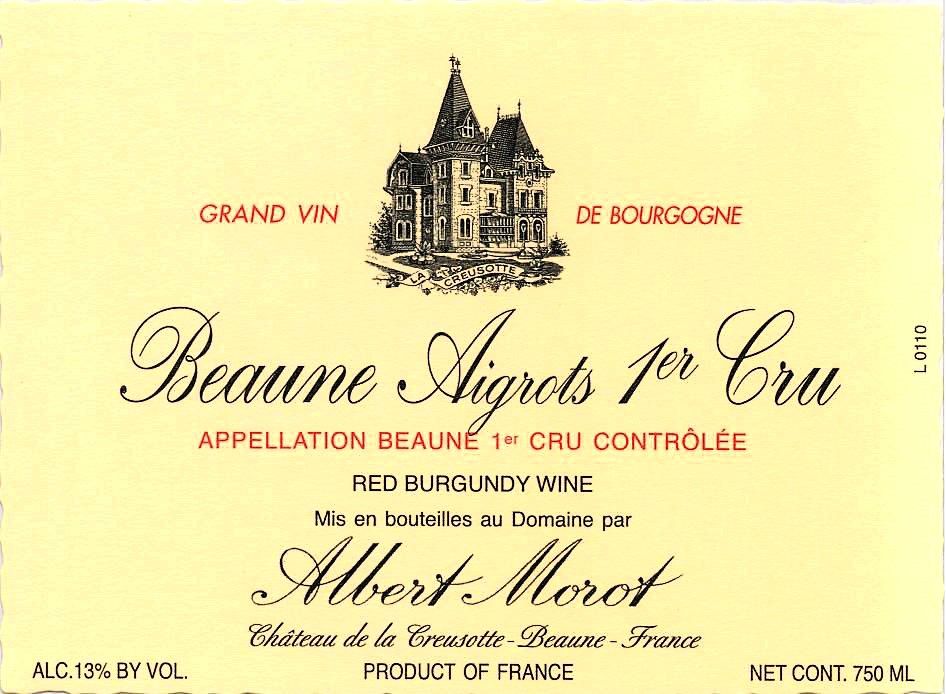 GRAND VIN DE BOURGOGNE
LA CREUSOTTE
Beaune Aigrots 1er Cru
L 0110
APPELLATION BEAUNE 1er CRU CONTRÔLÉE
RED BURGUNDY WINE
Mis en bouteilles au Domaine par
Albert Morot
Château de la Creusotte - Beaune - France
ALC.13% BY VOL. PRODUCT OF FRANCE NET CONT. 750 ML